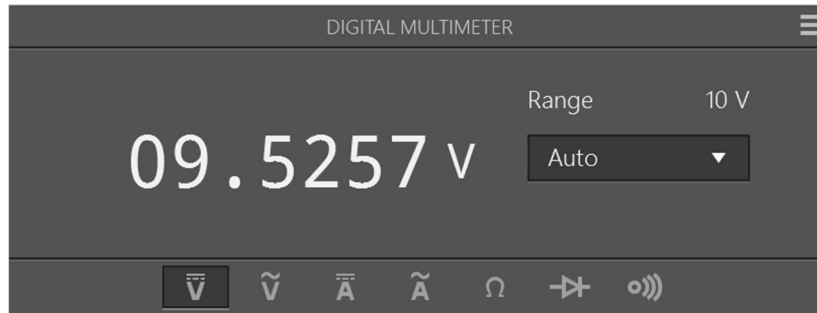 DIGITAL MULTIMETER
Range 10 V
09.5257 V
Auto
V V A A Ω